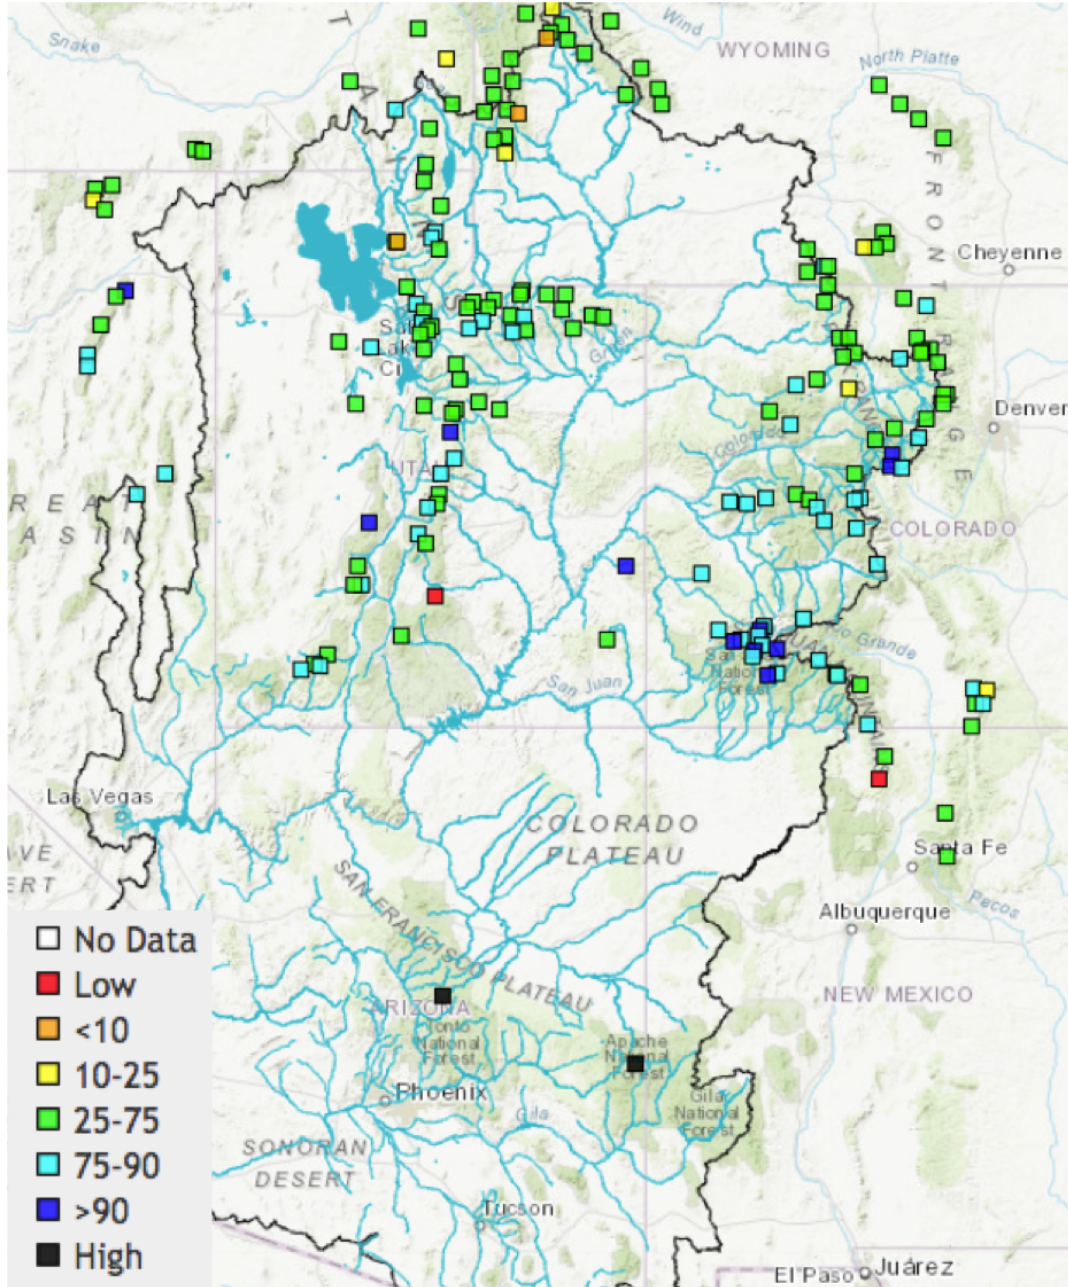 Snake
Wind
WYOMING
North Platte
FRONT RANGE
Cheyenne
Green
Denver
Colorado
UTA
COLORADO
Rio Grande
San Juan
Las Vegas
COLORADO
PLATEAU
Santa Fe
Pecos
SAN FRANCISCO PLATEAU
Albuquerque
NEW MEXICO
ARIZONA
Tonto
National
Forest
Apache
National
Forest
Phoenix
Gila
Gila
National
Forest
SONORAN
DESERT
Tucson
El Paso
Juárez
No Data
Low
<10
10-25
25-75
75-90
>90
High